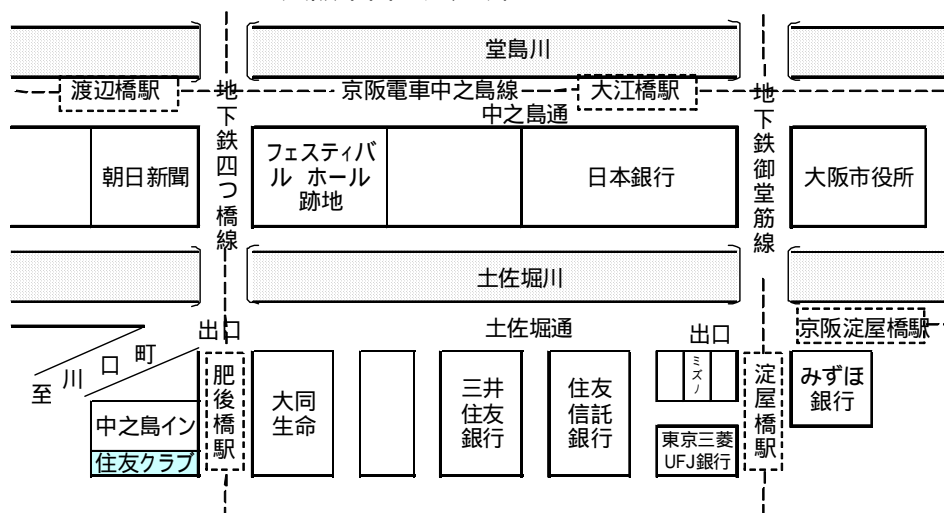 堂島川
渡辺橋駅
京阪電車中之島線
大江橋駅
中之島通
地下鉄四つ橋線
地下鉄御堂筋線
朝日新聞
フェスティバ
ル ホール
跡地
日本銀行
大阪市役所
土佐堀川
出口
土佐堀通
出口
京阪淀屋橋駅
至川口町
肥後橋駅
大同
生命
三井
住友
銀行
住友
信託
銀行
ミズノ
淀屋橋駅
みずほ
銀行
中之島イン
住友クラブ
東京三菱
UFJ銀行